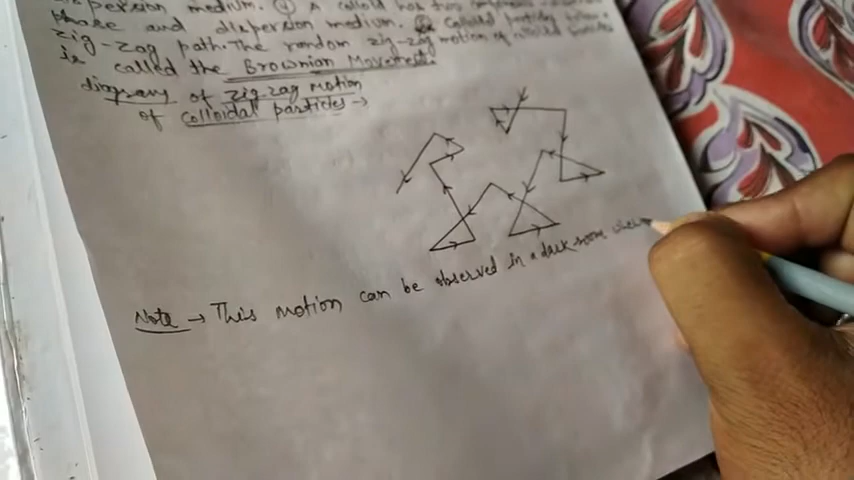 persion medium. ④ A colloid has two
phase and dispersion medium. Colloidal particles follow a
zig-zag path. The random zig-zag motion of colloidal particles
is called the Brownian Movement.
diagram of zig zag motion
of colloidal particles →
Note → This motion can be observed in a dark room